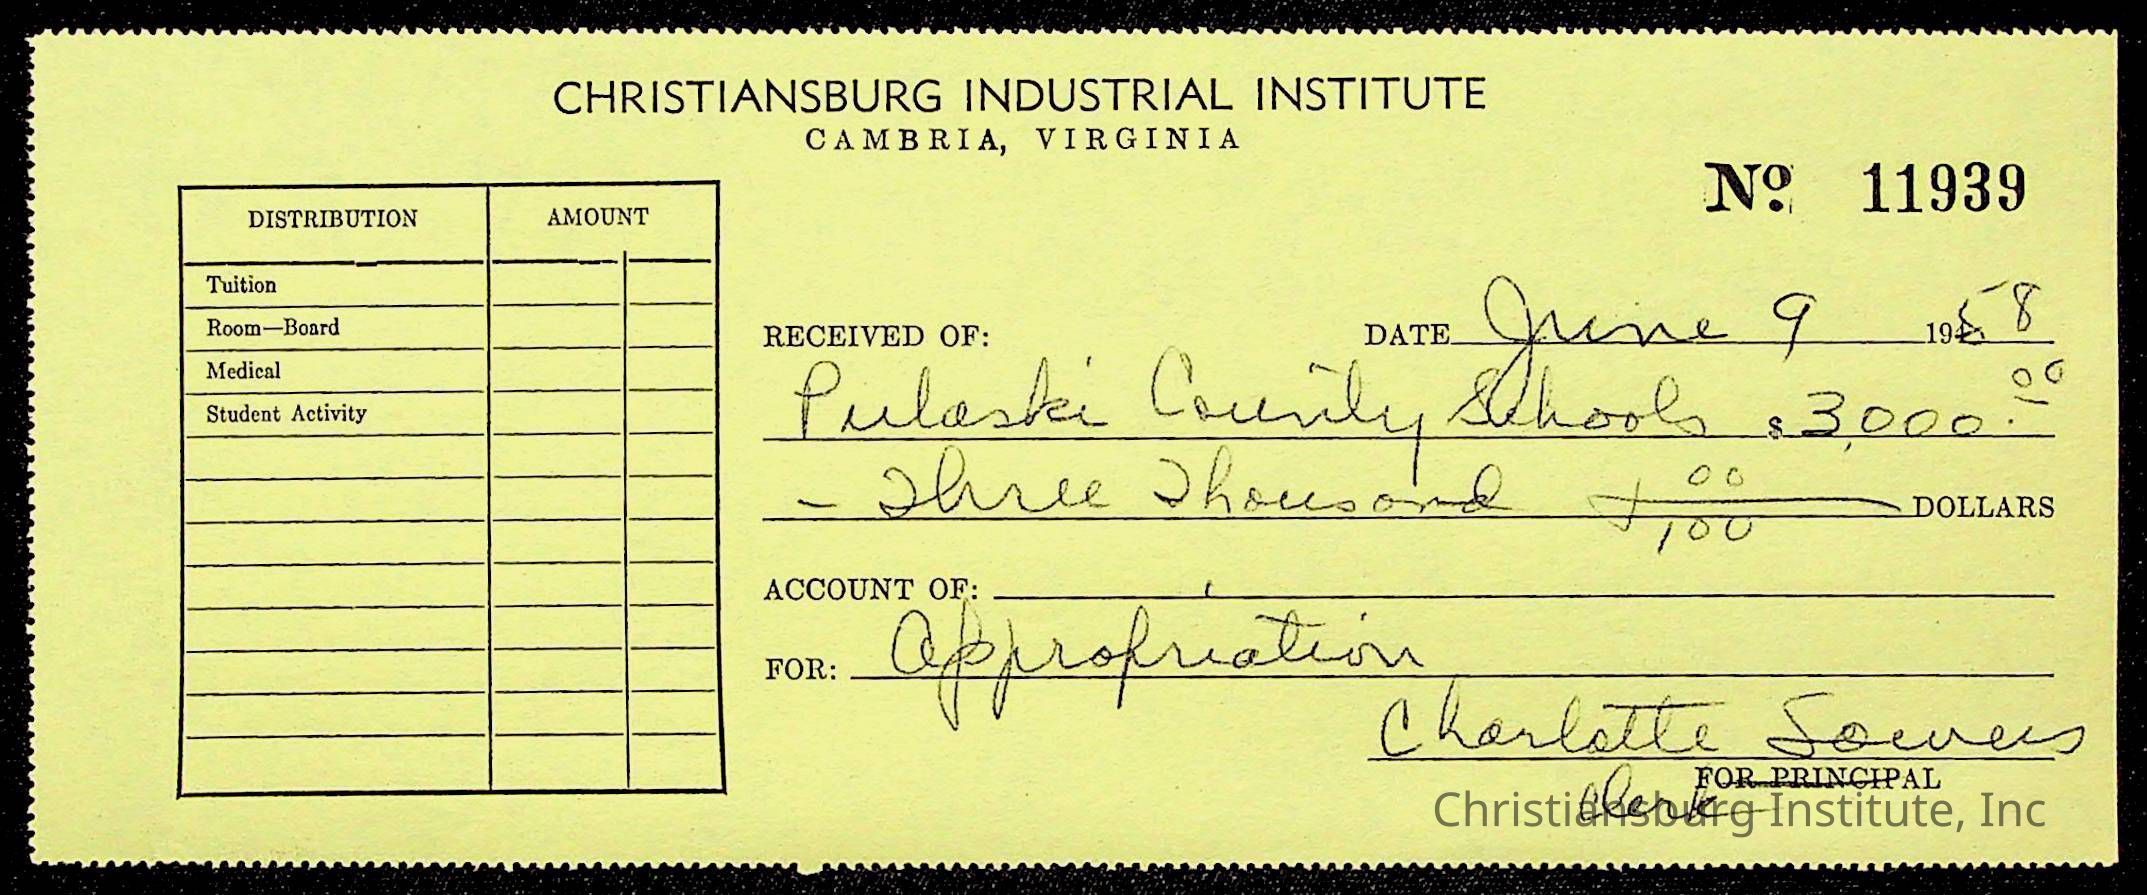 CHRISTIANSBURG INDUSTRIAL INSTITUTE
CAMBRIA, VIRGINIA
No. 11939
DISTRIBUTION AMOUNT
Tuition
Room—Board
Medical
Student Activity
RECEIVED OF: DATE June 9 1958
Pulaski County Schools $ 3,000.00
- Three Thousand + 00/100 DOLLARS
ACCOUNT OF:
FOR: Appropriation
Charlotte Sowers
FOR PRINCIPAL
Clerk
Christiansburg Institute, Inc